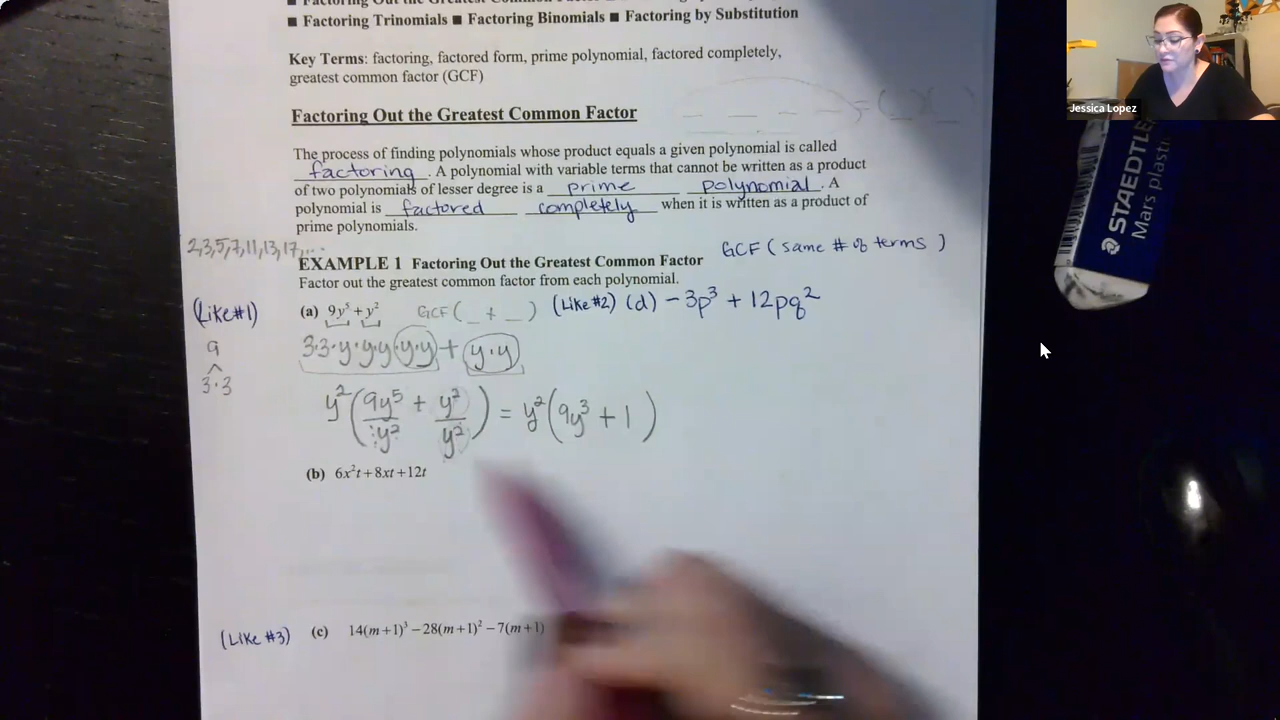 ■ Factoring Out the Greatest Common Factor
■ Factoring Trinomials ■ Factoring Binomials ■ Factoring by Substitution
Key Terms: factoring, factored form, prime polynomial, factored completely,
greatest common factor (GCF)
Factoring Out the Greatest Common Factor
_ _ _ _ = (_)(_)
The process of finding polynomials whose product equals a given polynomial is called
factoring. A polynomial with variable terms that cannot be written as a product
of two polynomials of lesser degree is a prime polynomial. A
polynomial is factored completely when it is written as a product of
prime polynomials.
2,3,5,7,11,13,17,...
GCF (same # of terms)
EXAMPLE 1 Factoring Out the Greatest Common Factor
Factor out the greatest common factor from each polynomial.
(Like #1) (a) 9y⁵ + y² GCF( _ + _ ) (Like #2) (d) −3p³ + 12pq²
9
3·3
3·3·y·y·y·y·y + y·y
y²(9y⁵/y² + y²/y²) = y²(9y³ + 1)
(b) 6x²t + 8xt + 12t
(Like #3) (c) 14(m+1)³ − 28(m+1)² − 7(m+1)
Jessica Lopez
STAEDTLER
Mars plasti